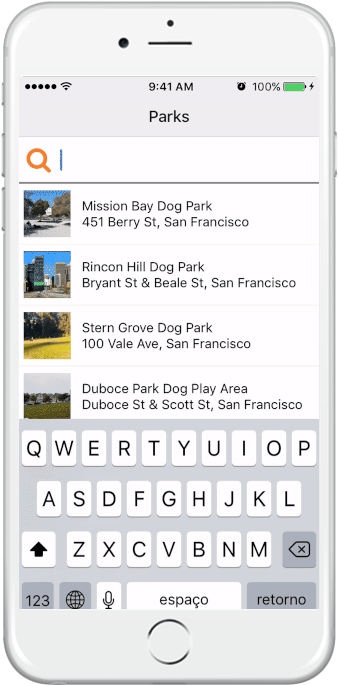 9:41 AM 100%
Parks
Mission Bay Dog Park
451 Berry St, San Francisco
Rincon Hill Dog Park
Bryant St & Beale St, San Francisco
Stern Grove Dog Park
100 Vale Ave, San Francisco
Duboce Park Dog Play Area
Duboce St & Scott St, San Francisco
Q W E R T Y U I O P
A S D F G H J K L
Z X C V B N M
123 espaço retorno